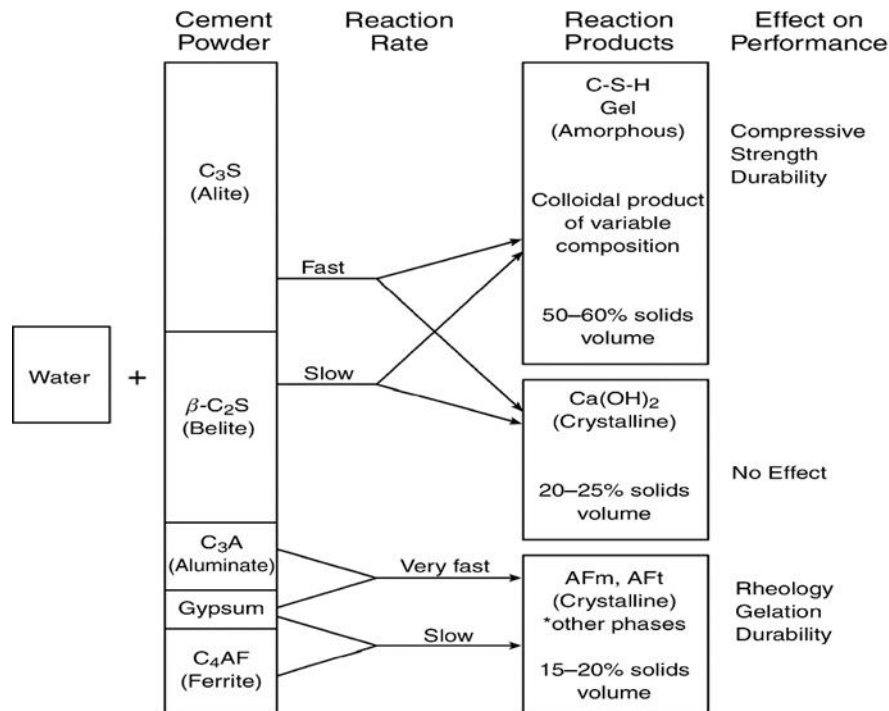 Cement
Powder
Reaction
Rate
Reaction
Products
Effect on
Performance
Water
+
C₃S
(Alite)
β-C₂S
(Belite)
C₃A
(Aluminate)
Gypsum
C₄AF
(Ferrite)
Fast
Slow
Very fast
Slow
C-S-H
Gel
(Amorphous)
Colloidal product
of variable
composition
50–60% solids
volume
Ca(OH)₂
(Crystalline)
20–25% solids
volume
AFm, AFt
(Crystalline)
*other phases
15–20% solids
volume
Compressive
Strength
Durability
No Effect
Rheology
Gelation
Durability